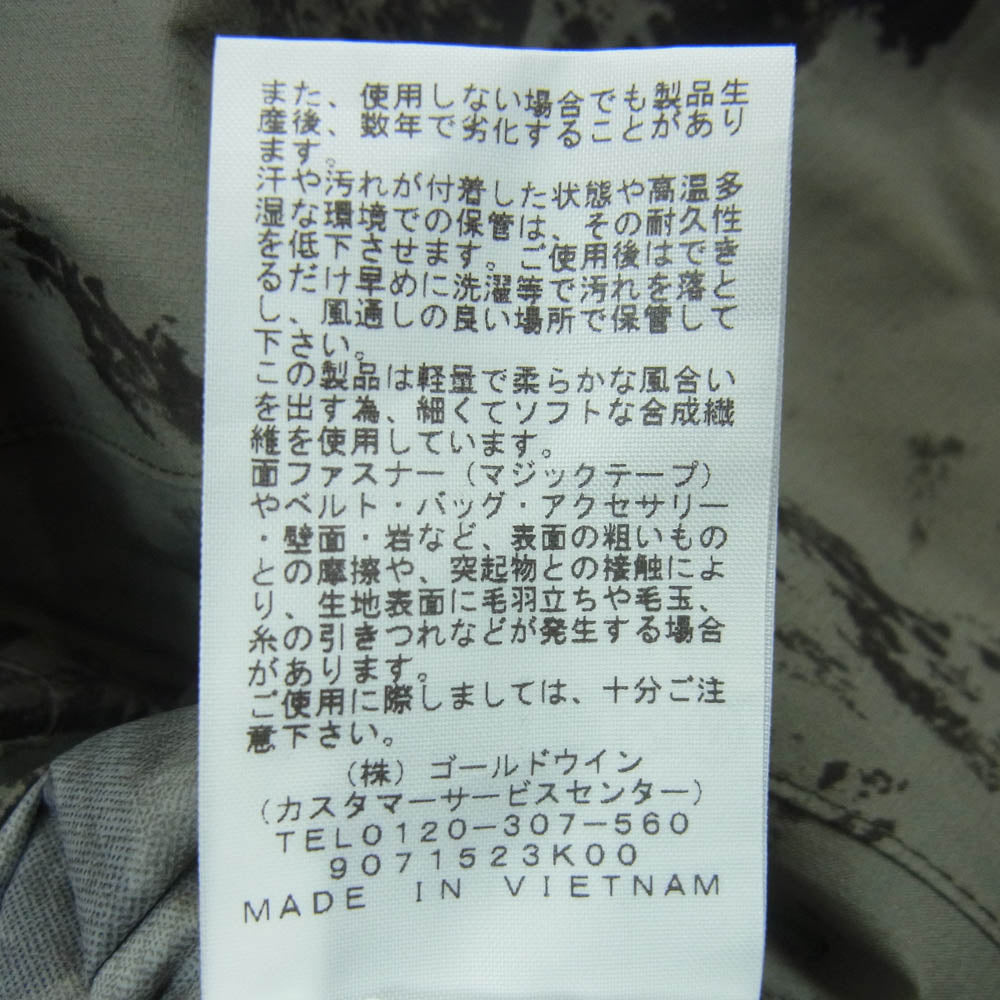 また、使用しない場合でも製品生
産後、数年で劣化することがあり
ます。
汗や汚れが付着した状態や高温多
湿な環境での保管は、その耐久性
を低下させます。ご使用後はでき
るだけ早めに洗濯等で汚れを落と
し、風通しの良い場所で保管して
下さい。
この製品は軽量で柔らかな風合い
を出す為、細くてソフトな合成繊
維を使用しています。
面ファスナー（マジックテープ）
やベルト・バッグ・アクセサリー
・壁面・岩など、表面の粗いもの
との摩擦や、突起物との接触によ
り、生地表面に毛羽立ちや毛玉、
糸の引きつれなどが発生する場合
があります。
ご使用に際しましては、十分ご注
意下さい。
（株）ゴールドウイン
（カスタマーサービスセンター）
TEL0120-307-560
9071523K00
MADE IN VIETNAM